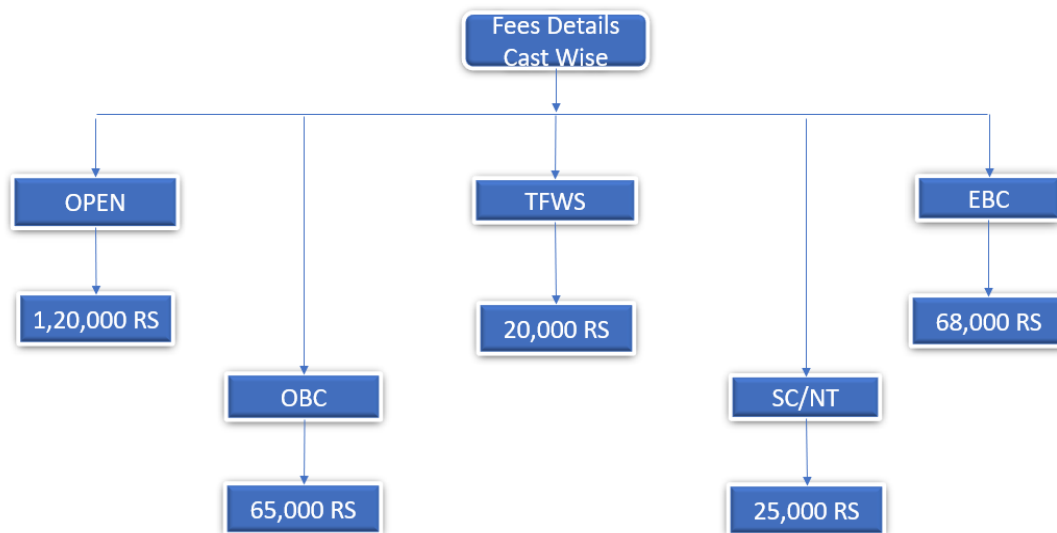 Fees Details
Cast Wise
OPEN
TFWS
EBC
1,20,000 RS
20,000 RS
68,000 RS
OBC
SC/NT
65,000 RS
25,000 RS